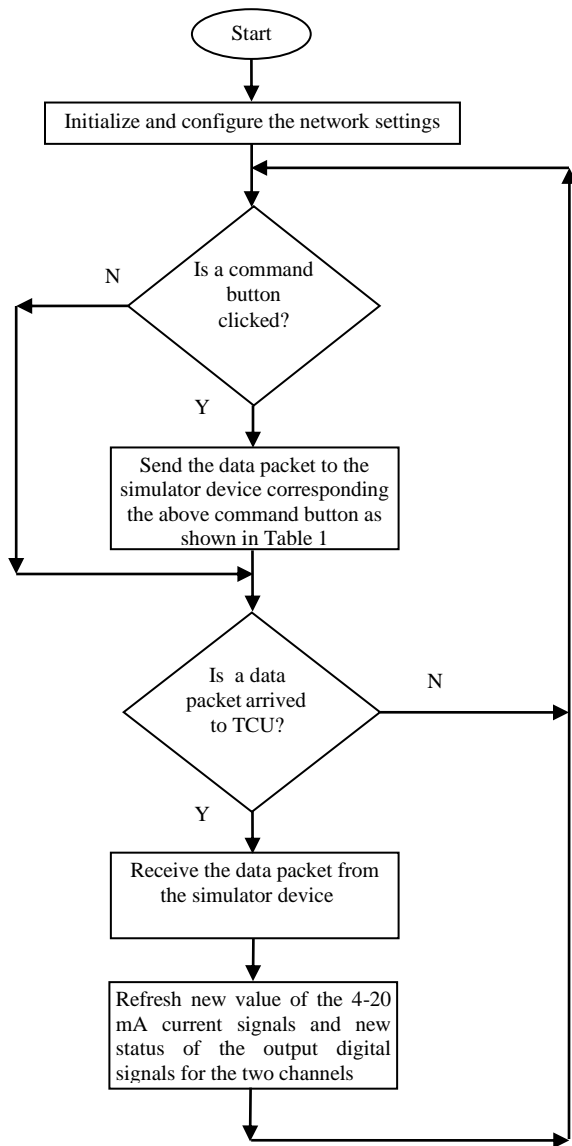 Start
Initialize and configure the network settings
N
Is a command
button
clicked?
Y
Send the data packet to the
simulator device corresponding
the above command button as
shown in Table 1
Is a data
packet arrived
to TCU?
N
Y
Receive the data packet from
the simulator device
Refresh new value of the 4-20
mA current signals and new
status of the output digital
signals for the two channels